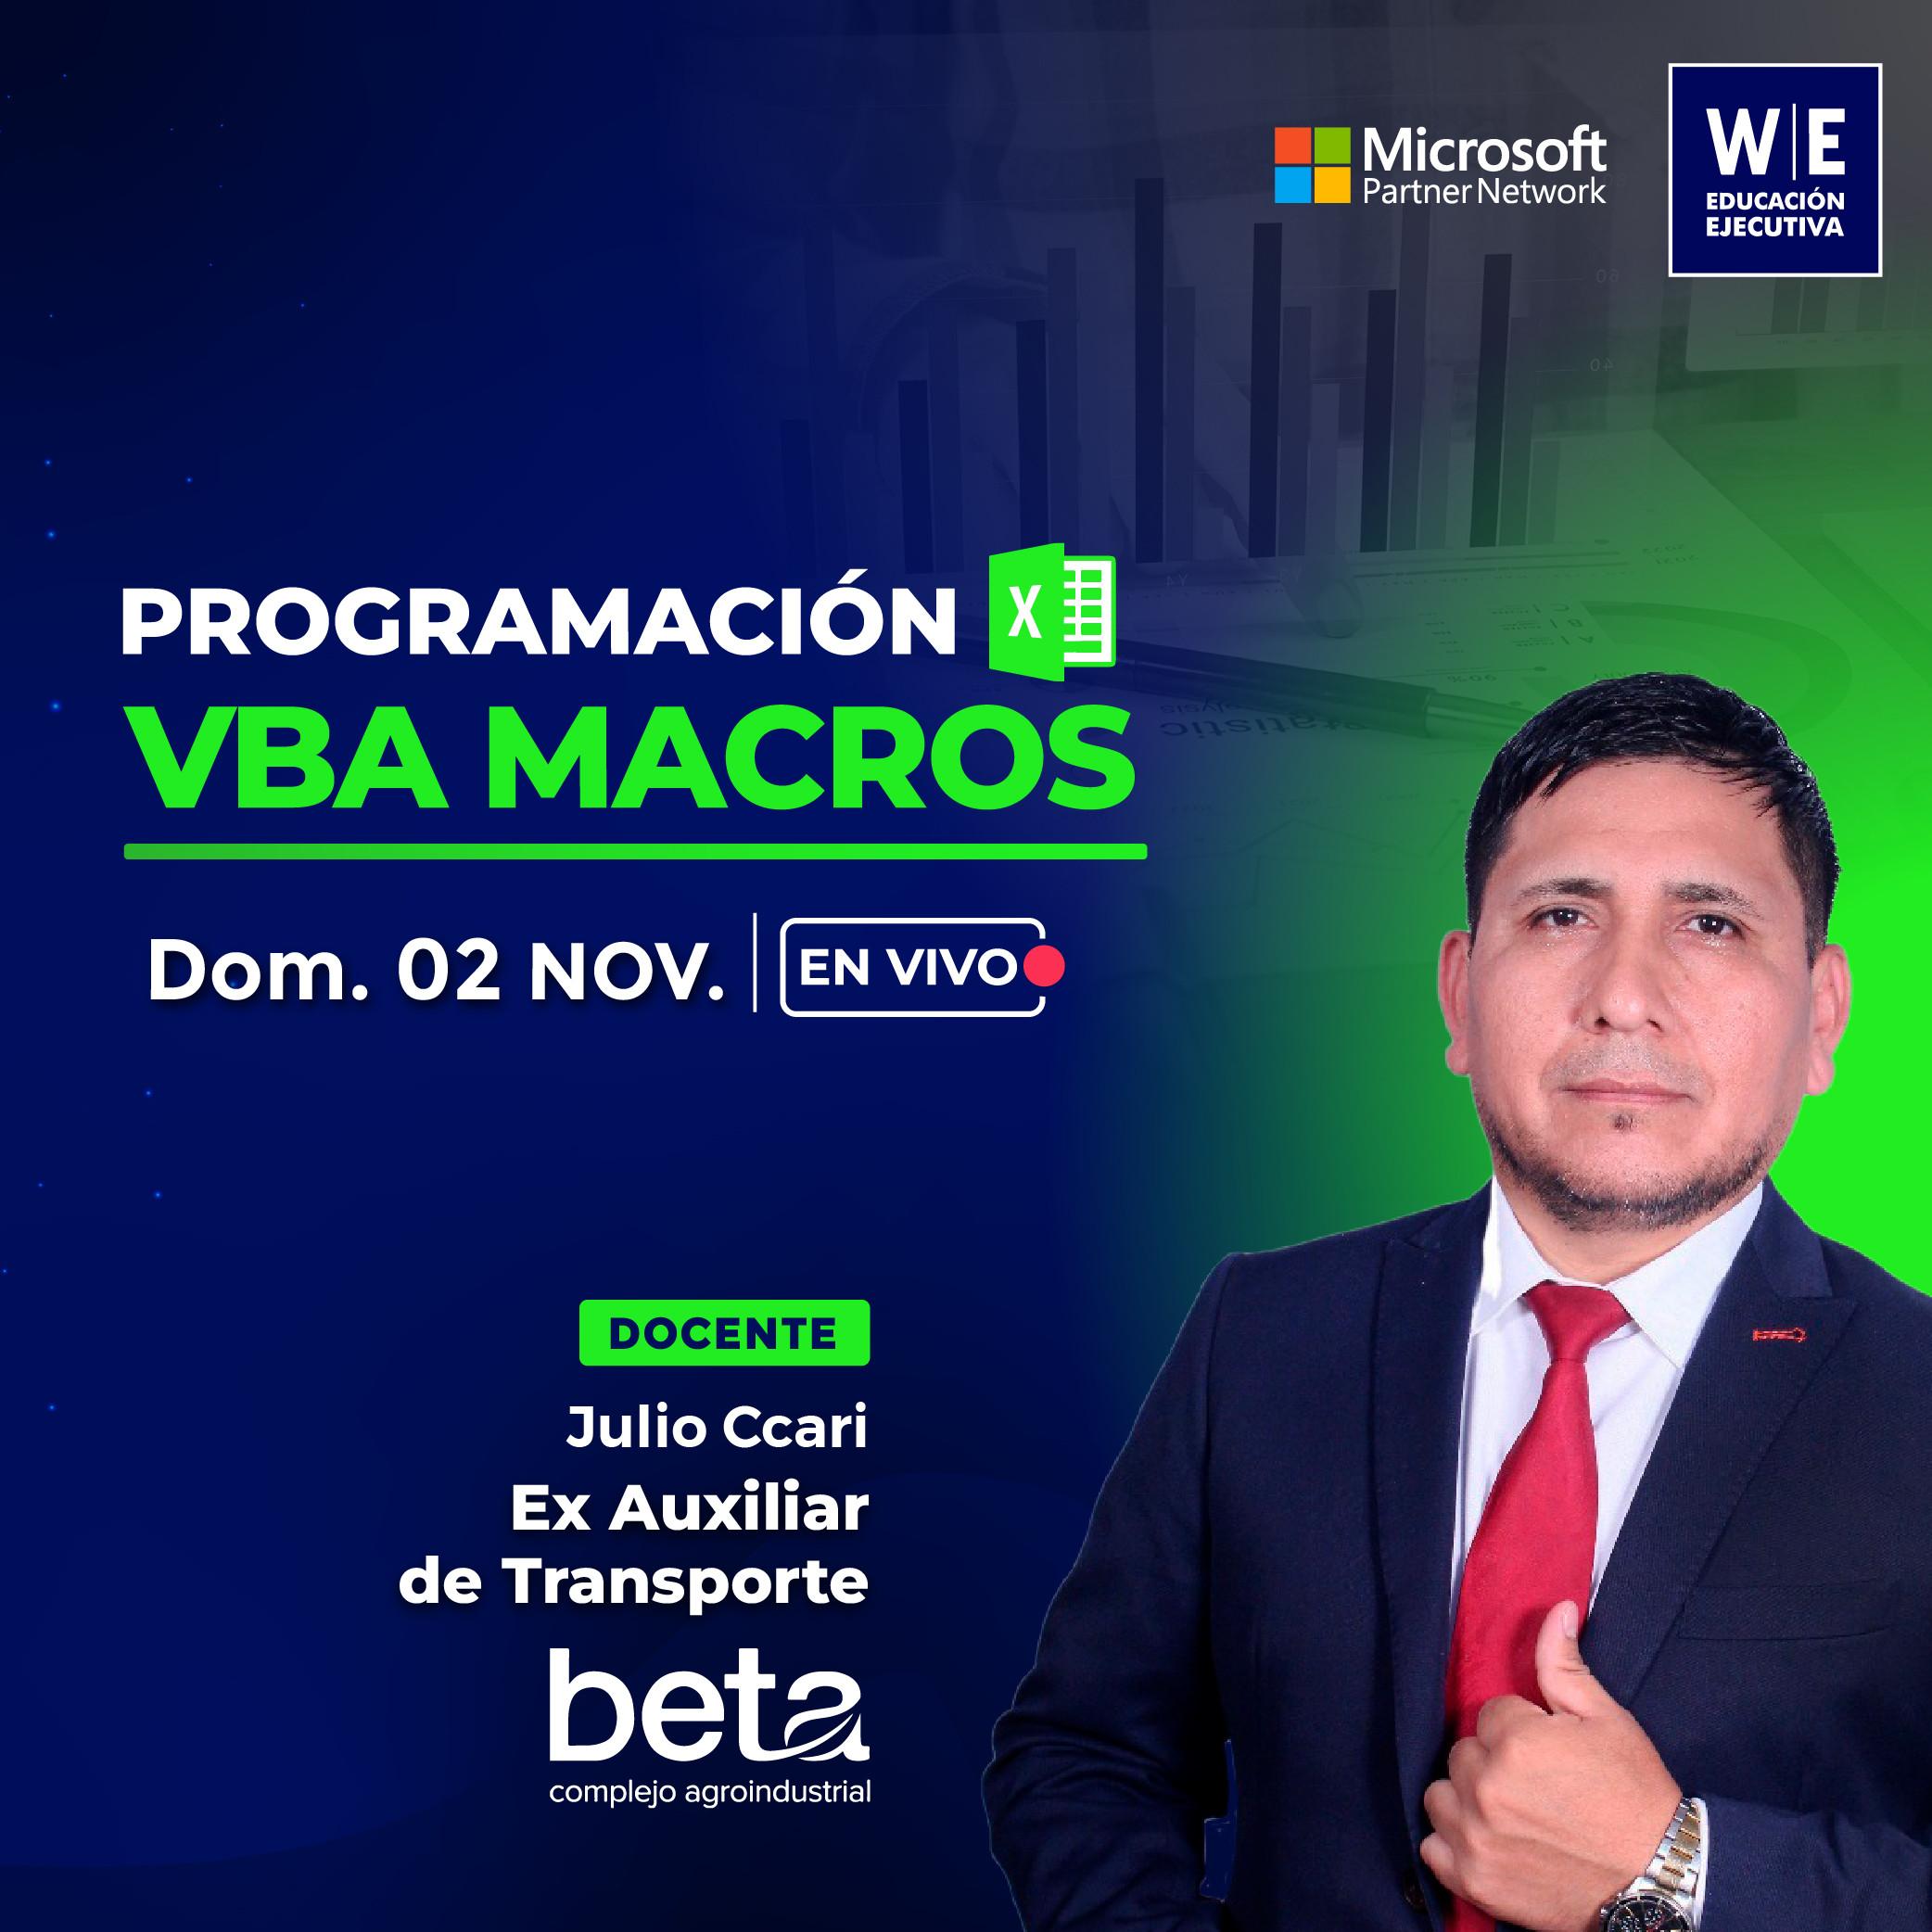 Microsoft
Partner Network
W|E
EDUCACIÓN
EJECUTIVA
PROGRAMACIÓN
X
VBA MACROS
Dom. 02 NOV.
EN VIVO
DOCENTE
Julio Ccari
Ex Auxiliar
de Transporte
beta
complejo agroindustrial